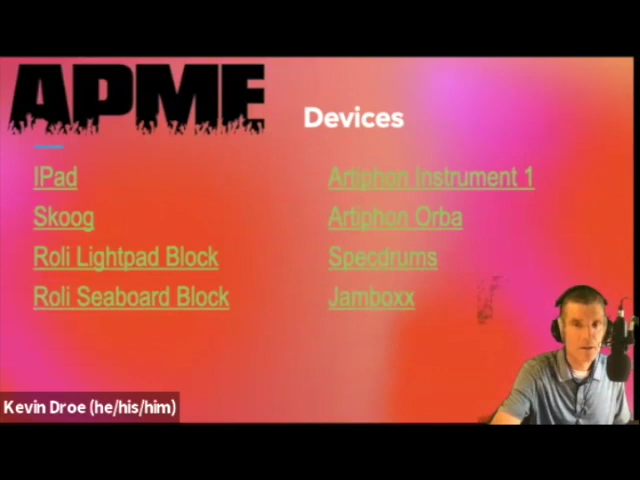 APME
Devices
IPad
Skoog
Roli Lightpad Block
Roli Seaboard Block
Artiphon Instrument 1
Artiphon Orba
Specdrums
Jamboxx
Kevin Droe (he/his/him)